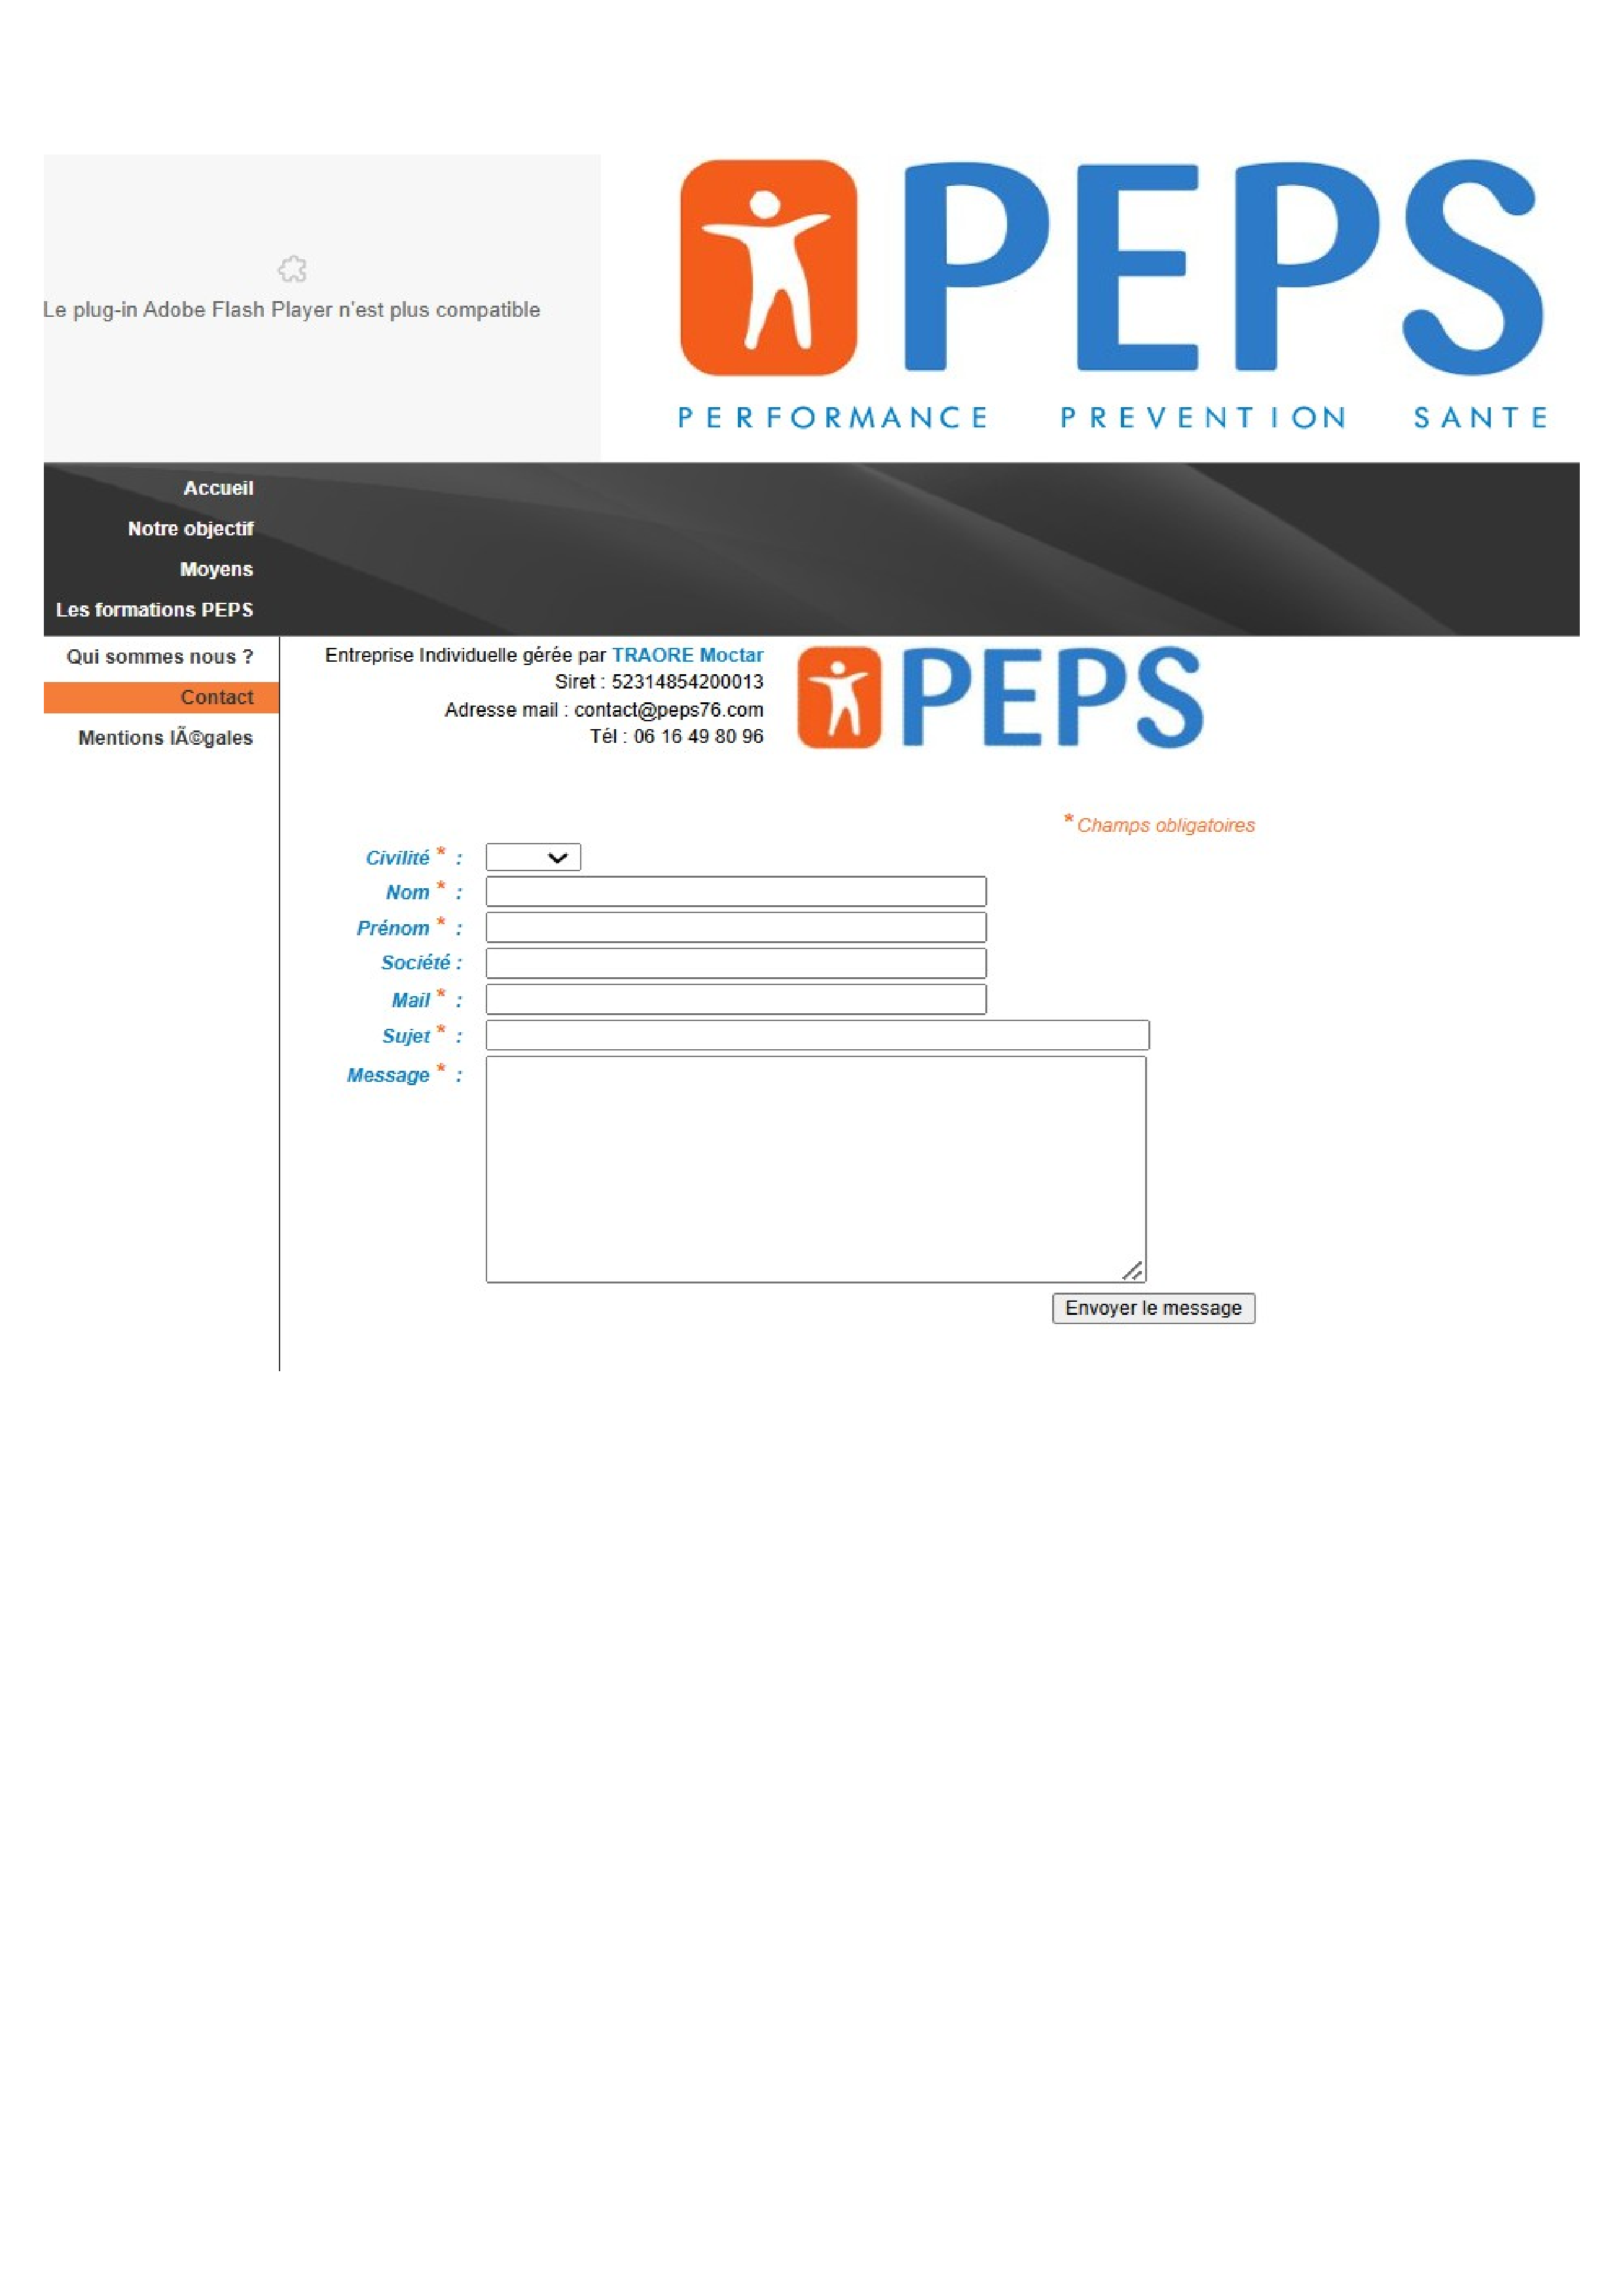 Le plug-in Adobe Flash Player n'est plus compatible
PEPS
PERFORMANCE PREVENTION SANTE
Accueil
Notre objectif
Moyens
Les formations PEPS
Qui sommes nous ?
Contact
Mentions lÃ©gales
Entreprise Individuelle gérée par TRAORE Moctar
Siret : 52314854200013
Adresse mail : contact@peps76.com
Tél : 06 16 49 80 96
PEPS
* Champs obligatoires
Civilité * :
Nom * :
Prénom * :
Société :
Mail * :
Sujet * :
Message * :
Envoyer le message